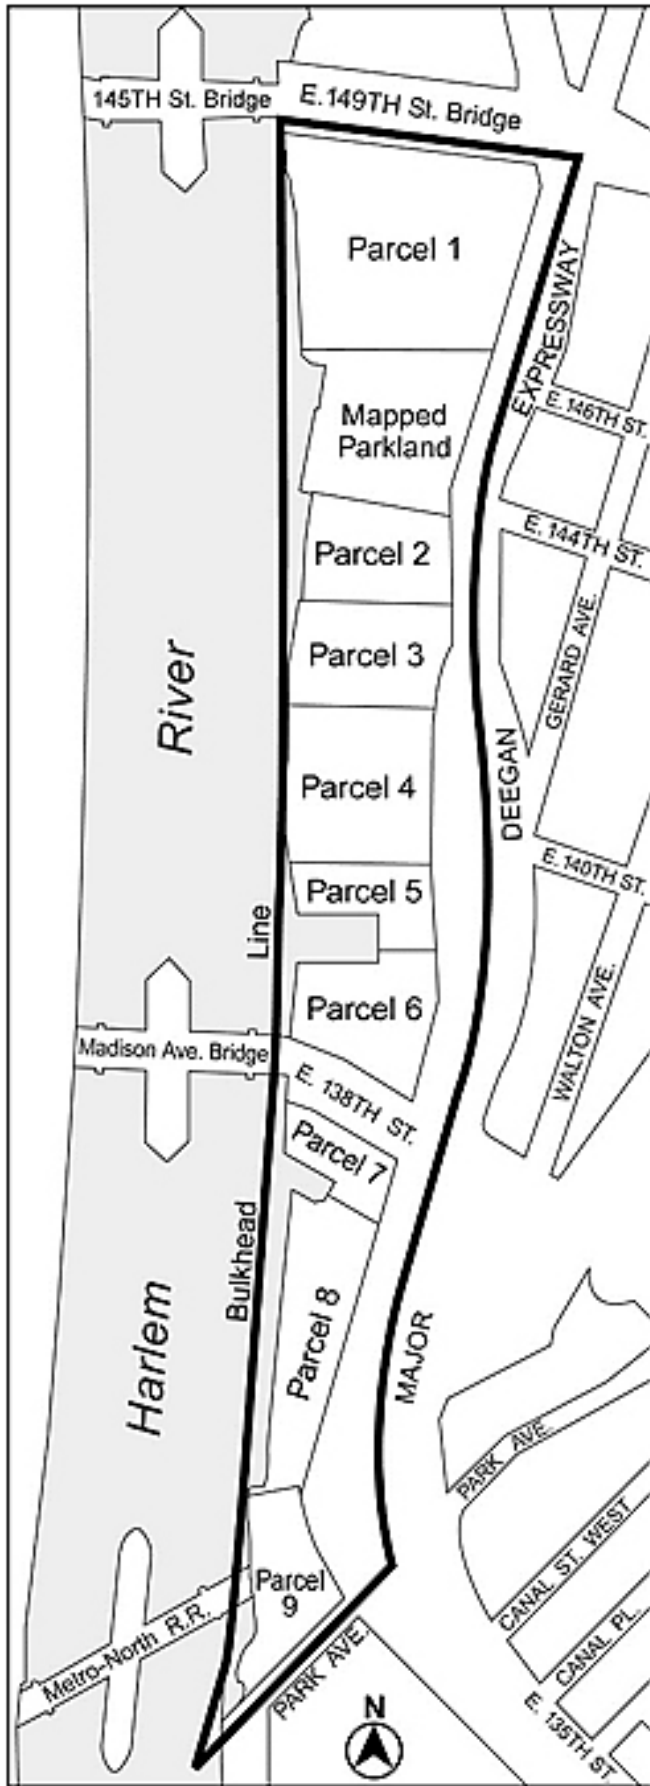 145TH St. Bridge
E. 149TH St. Bridge
Parcel 1
EXPRESSWAY
E. 146TH ST.
Mapped
Parkland
E. 144TH ST.
Parcel 2
GERARD AVE.
Parcel 3
River
DEEGAN
Parcel 4
E. 140TH ST.
Parcel 5
Line
WALTON AVE.
Parcel 6
Madison Ave. Bridge
E. 138TH ST.
Parcel 7
Bulkhead
Parcel 8
Harlem
MAJOR
PARK AVE.
CANAL ST. WEST
Parcel
9
Metro-North R.R.
CANAL PL.
PARK AVE.
E. 135TH ST.
N